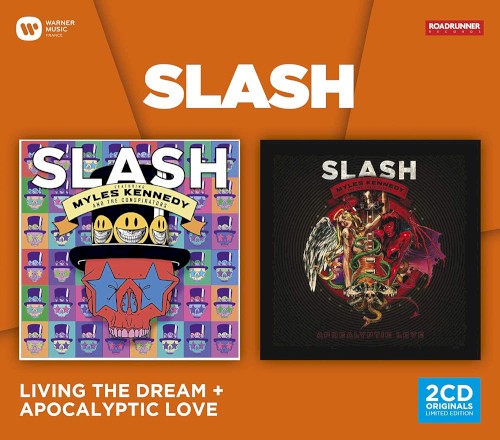 WARNER
MUSIC
FRANCE
ROADRUNNER
RECORDS
SLASH
SLASH
FEATURING
MYLES KENNEDY
AND THE CONSPIRATORS
SLASH
MYLES KENNEDY
APOCALYPTIC LOVE
LIVING THE DREAM +
APOCALYPTIC LOVE
2CD
ORIGINALS
LIMITED EDITION